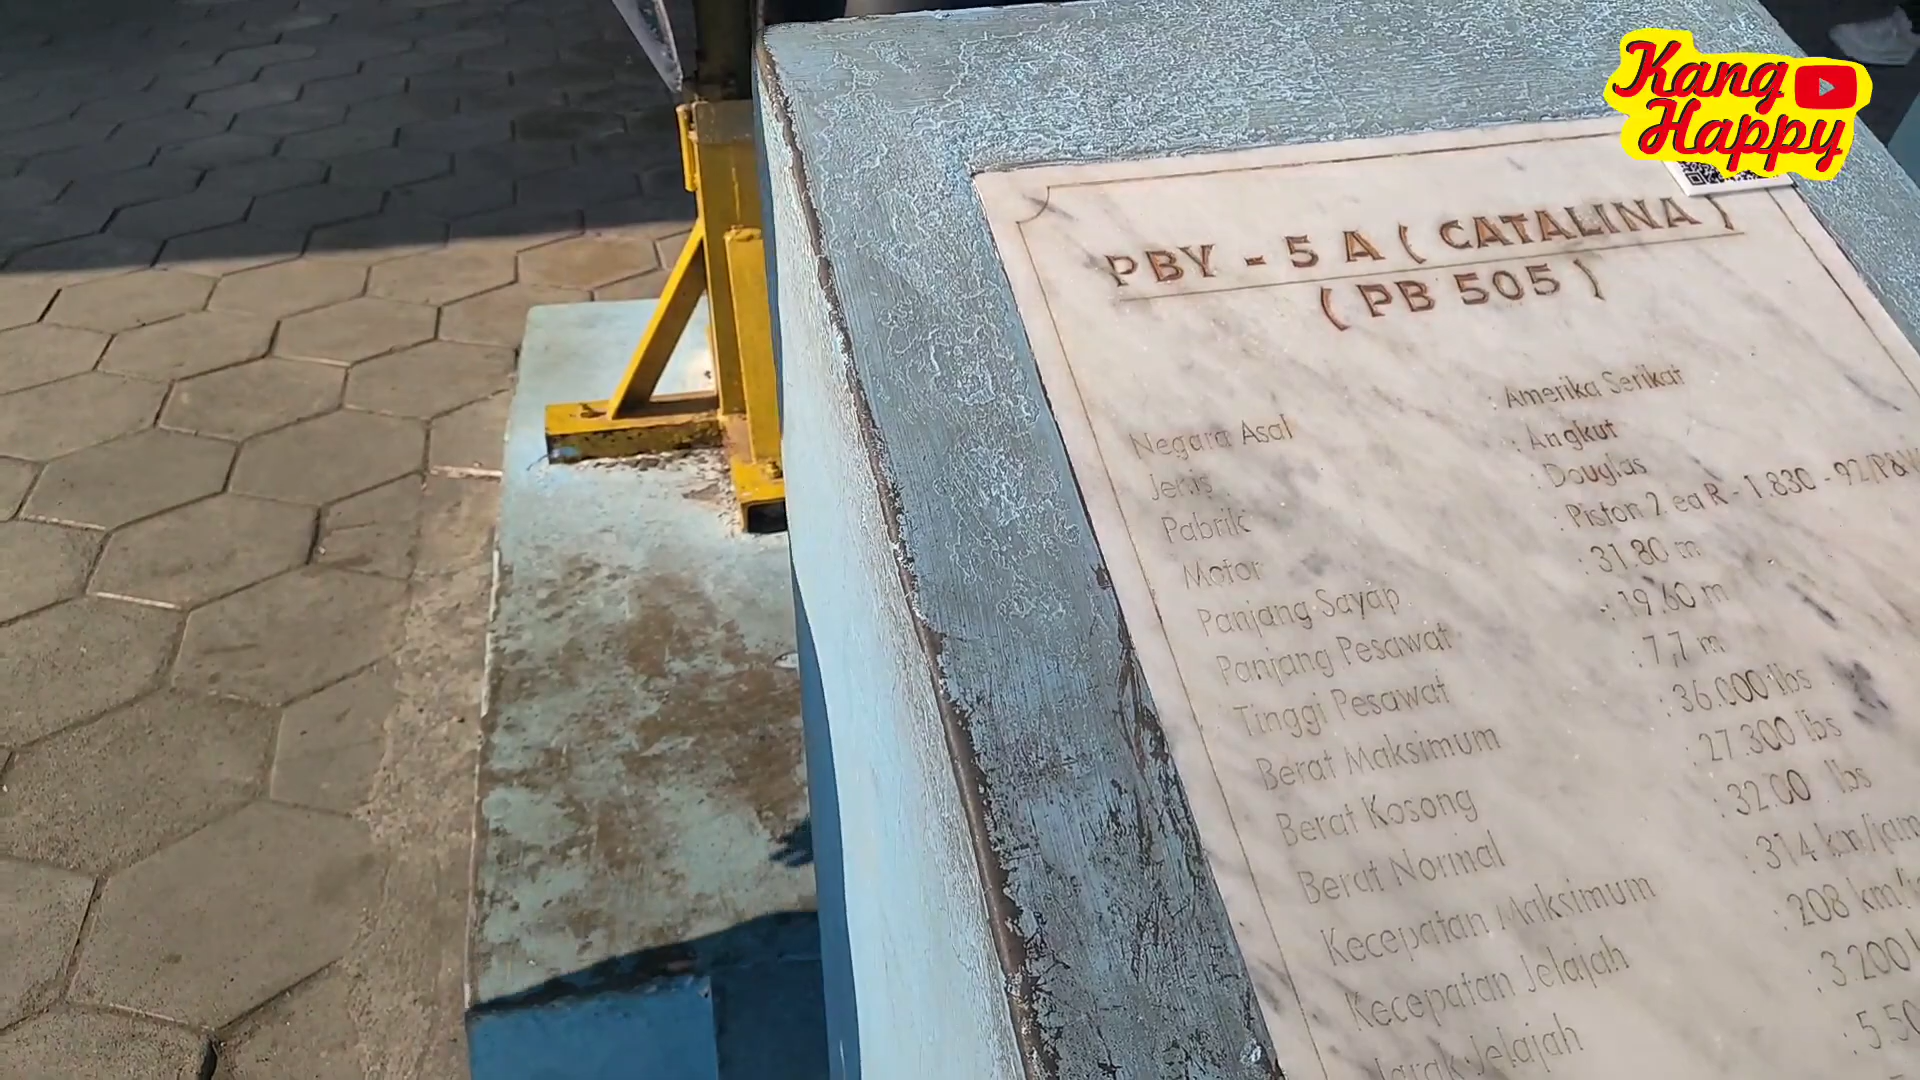 Kang
Happy
PBY - 5 A ( CATALINA )
( PB 505 )
Negara Asal : Amerika Serikat
Jenis : Angkut
Pabrik : Douglas
Motor : Piston 2 ea R - 1.830 - 92/P&W
Panjang Sayap : 31.80 m
Panjang Pesawat : 19.60 m
Tinggi Pesawat : 7,7 m
Berat Maksimum : 36.000 lbs
Berat Kosong : 27.300 lbs
Berat Normal : 32.00 lbs
Kecepatan Maksimum : 314 km/jam
Kecepatan Jelajah : 208 km/
Jarak Jelajah : 3.200
: 5.50